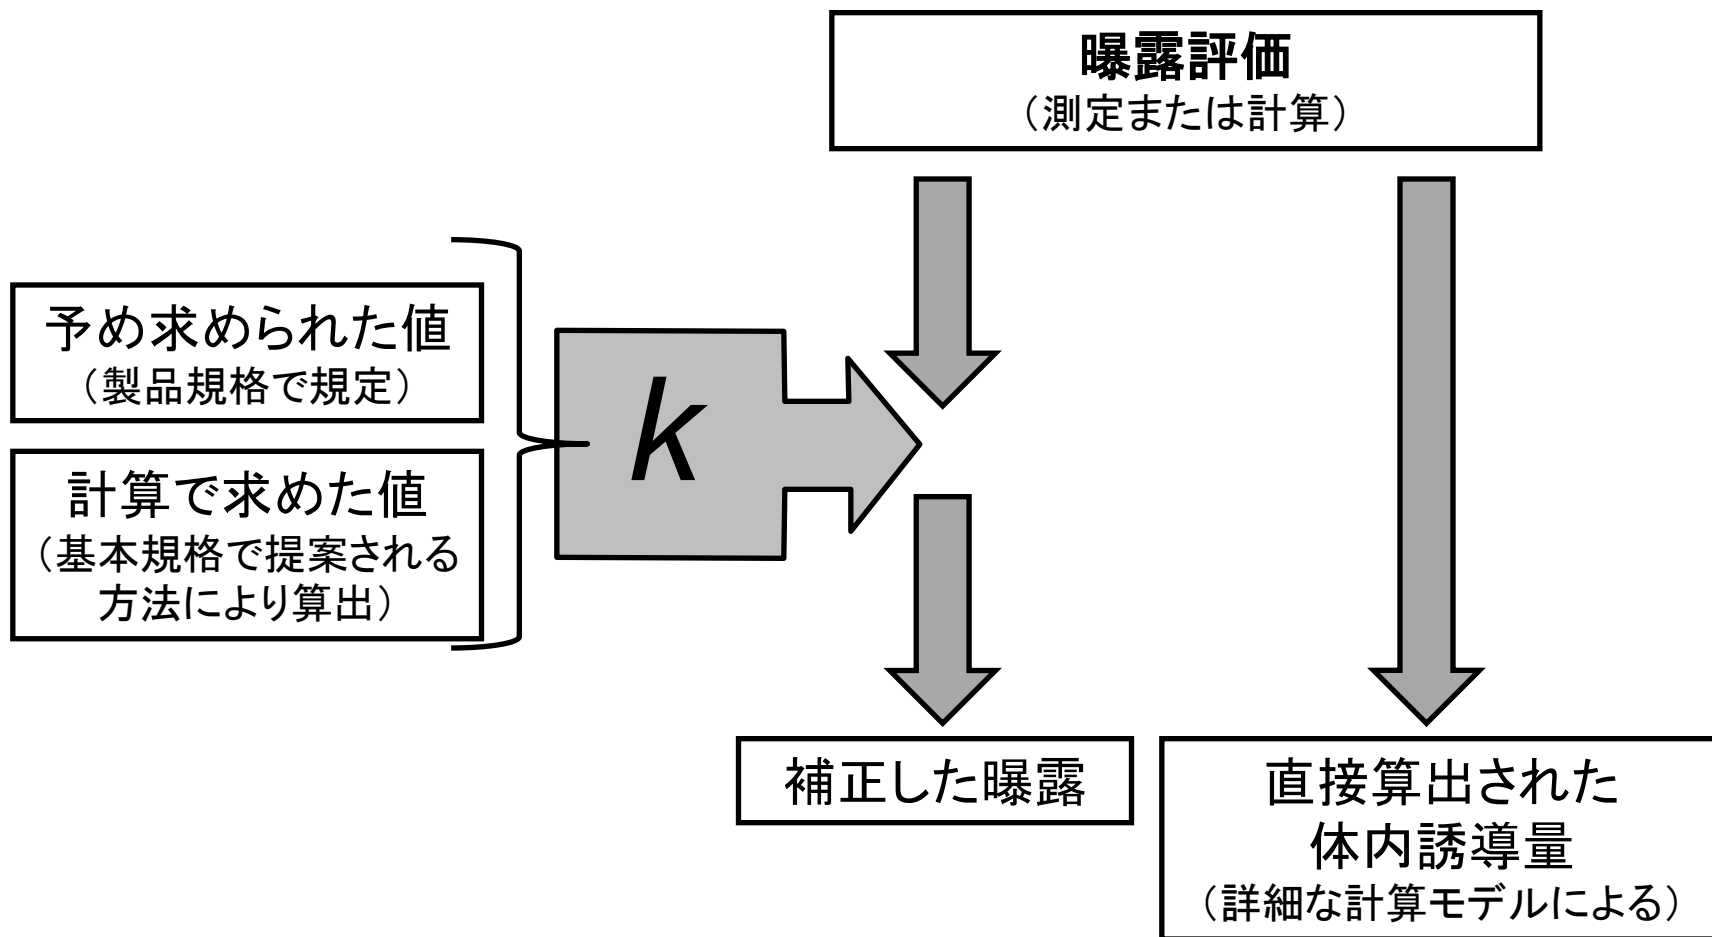 曝露評価
（測定または計算）
予め求められた値
（製品規格で規定）
計算で求めた値
（基本規格で提案される
方法により算出）
k
補正した曝露
直接算出された
体内誘導量
（詳細な計算モデルによる）